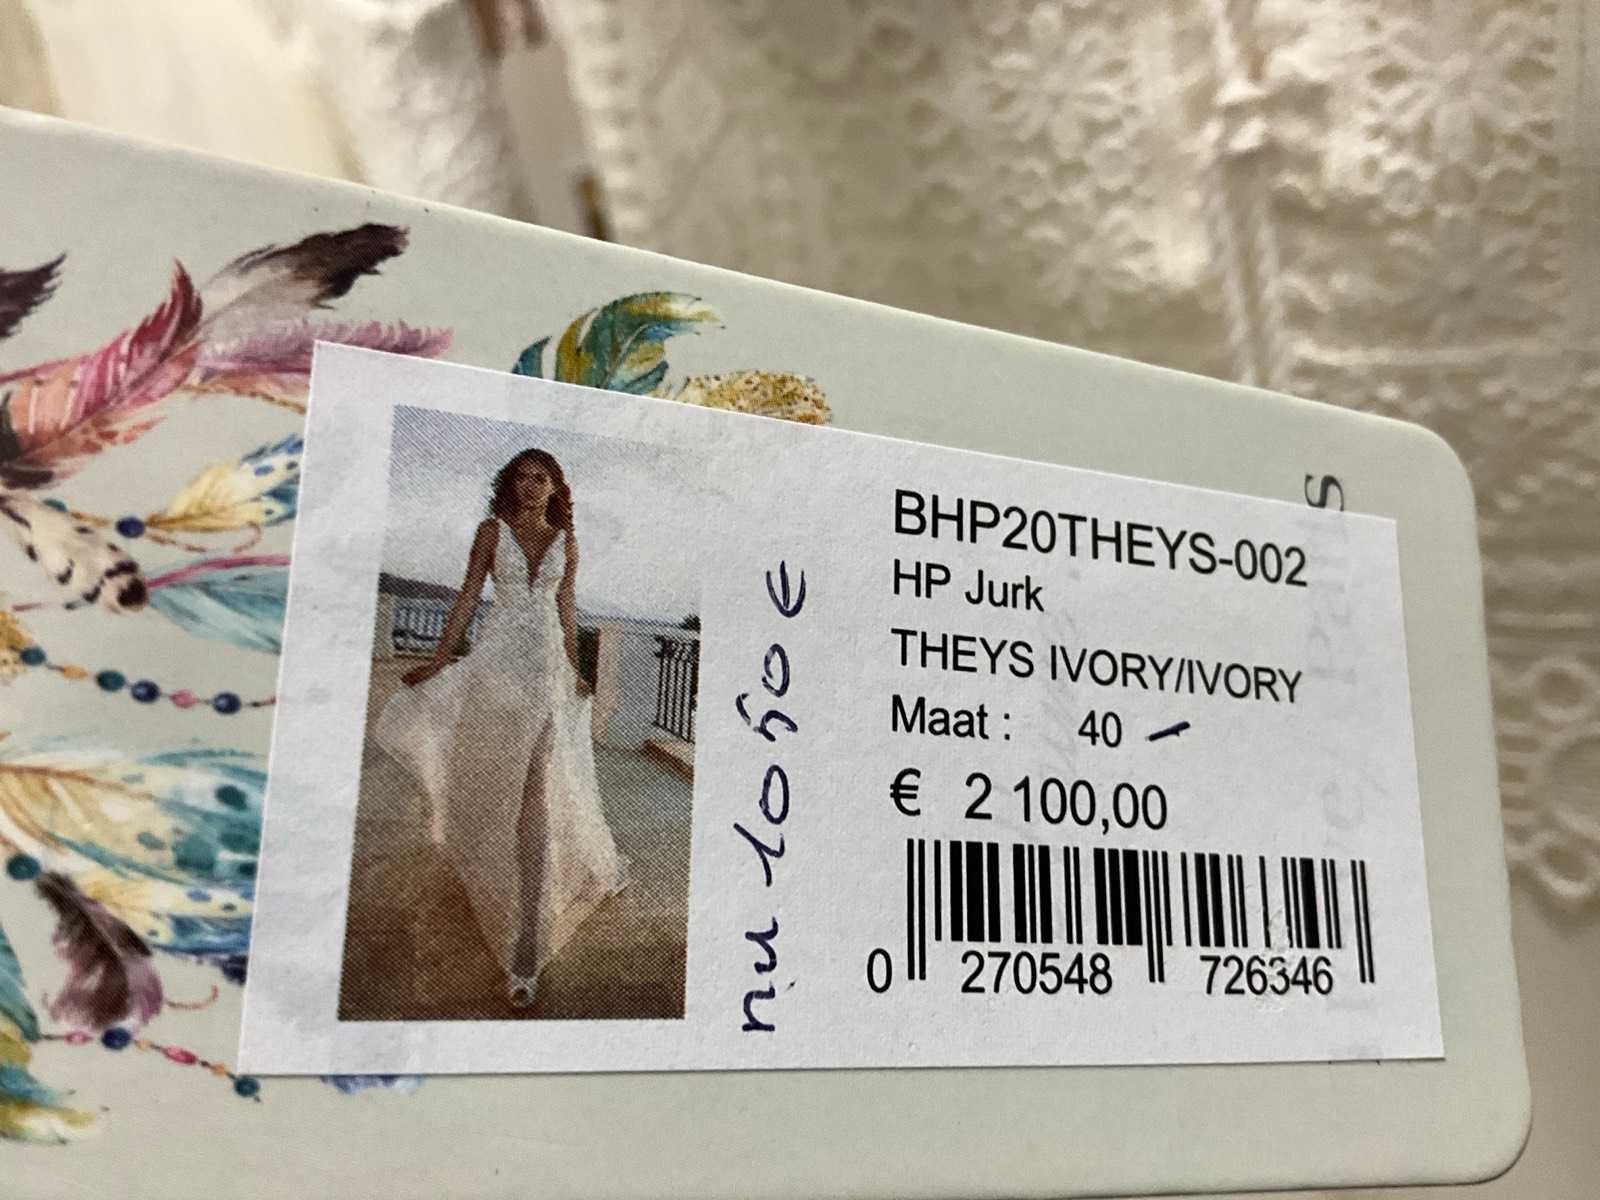 BHP20THEYS-002
HP Jurk
THEYS IVORY/IVORY
Maat : 40
€ 2 100,00
0 270548 726346
nu 1050 €
S